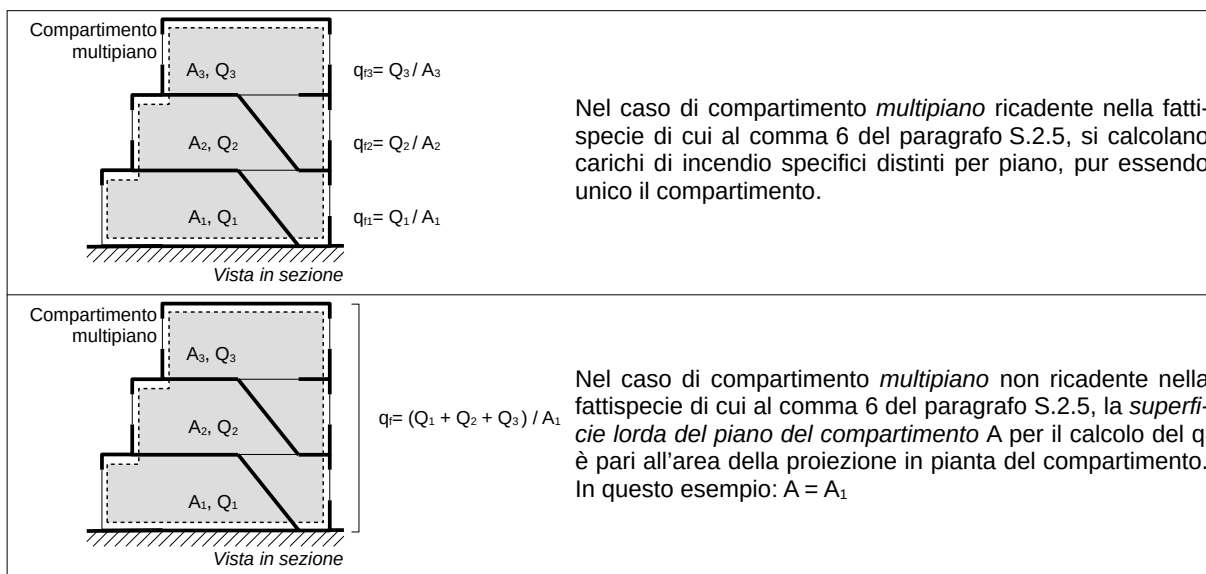 Compartimento
multipiano
A₃, Q₃
q_f3= Q₃ / A₃
A₂, Q₂
q_f2= Q₂ / A₂
A₁, Q₁
q_f1= Q₁ / A₁
Vista in sezione
Nel caso di compartimento multipiano ricadente nella fatti-
specie di cui al comma 6 del paragrafo S.2.5, si calcolano
carichi di incendio specifici distinti per piano, pur essendo
unico il compartimento.
Compartimento
multipiano
A₃, Q₃
A₂, Q₂
q_f= (Q₁ + Q₂ + Q₃) / A₁
A₁, Q₁
Vista in sezione
Nel caso di compartimento multipiano non ricadente nella
fattispecie di cui al comma 6 del paragrafo S.2.5, la superfi-
cie lorda del piano del compartimento A per il calcolo del q
è pari all’area della proiezione in pianta del compartimento.
In questo esempio: A = A₁